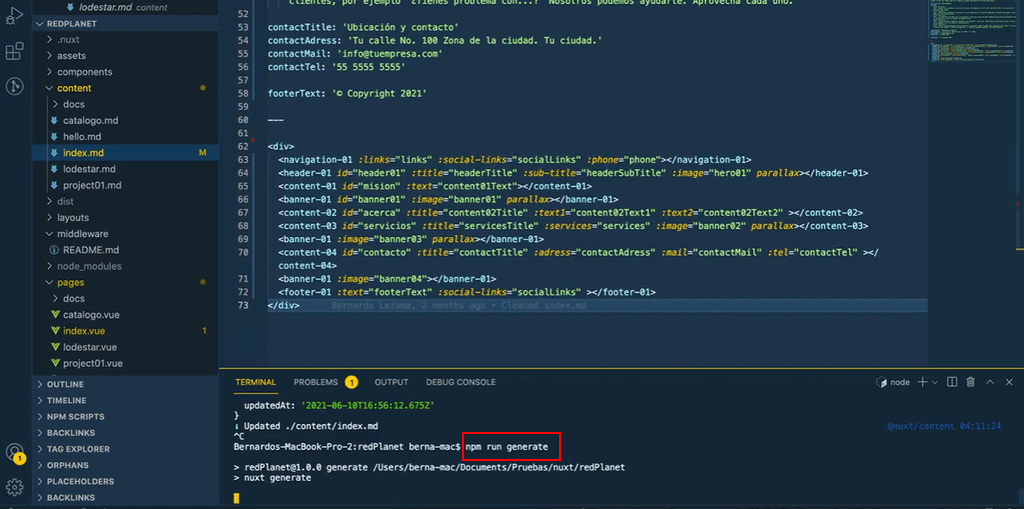 lodestar.md content
REDPLANET
.nuxt
assets
components
content
docs
catalogo.md
hello.md
index.md M
lodestar.md
project01.md
dist
layouts
middleware
README.md
node_modules
pages
docs
catalogo.vue
index.vue 1
lodestar.vue
project01.vue
OUTLINE
TIMELINE
NPM SCRIPTS
BACKLINKS
TAG EXPLORER
ORPHANS
PLACEHOLDERS
BACKLINKS
1
clientes, por ejemplo ¿Tienes problema con...? Nosotros podemos ayudarte. Aprovecha cada uno.
52
53 contactTitle: 'Ubicación y contacto'
54 contactAdress: 'Tu calle No. 100 Zona de la ciudad. Tu ciudad.'
55 contactMail: 'info@tuempresa.com'
56 contactTel: '55 5555 5555'
57
58 footerText: '© Copyright 2021'
59
60 ---
61
62 <div>
63 <navigation-01 :links="links" :social-links="socialLinks" :phone="phone"></navigation-01>
64 <header-01 id="header01" :title="headerTitle" :sub-title="headerSubTitle" :image="hero01" parallax></header-01>
65 <content-01 id="mision" :text="content01Text"></content-01>
66 <banner-01 id="banner01" :image="banner01" parallax></banner-01>
67 <content-02 id="acerca" :title="content02Title" :text1="content02Text1" :text2="content02Text2" ></content-02>
68 <content-03 id="servicios" :title="servicesTitle" :services="services" :image="banner02" parallax></content-03>
69 <banner-01 :image="banner03" parallax></banner-01>
70 <content-04 id="contacto" :title="contactTitle" :adress="contactAdress" :mail="contactMail" :tel="contactTel" ></
content-04>
71 <banner-01 :image="banner04"></banner-01>
72 <footer-01 :text="footerText" :social-links="socialLinks" ></footer-01>
73 </div> Bernardo Lezama, 2 months ago • Cleaned index.md
TERMINAL PROBLEMS 1 OUTPUT DEBUG CONSOLE node
updatedAt: '2021-06-10T16:56:12.675Z'
}
ℹ Updated ./content/index.md @nuxt/content 04:11:24
^C
Bernardos-MacBook-Pro-2:redPlanet berna-mac$ npm run generate
> redPlanet@1.0.0 generate /Users/berna-mac/Documents/Pruebas/nuxt/redPlanet
> nuxt generate